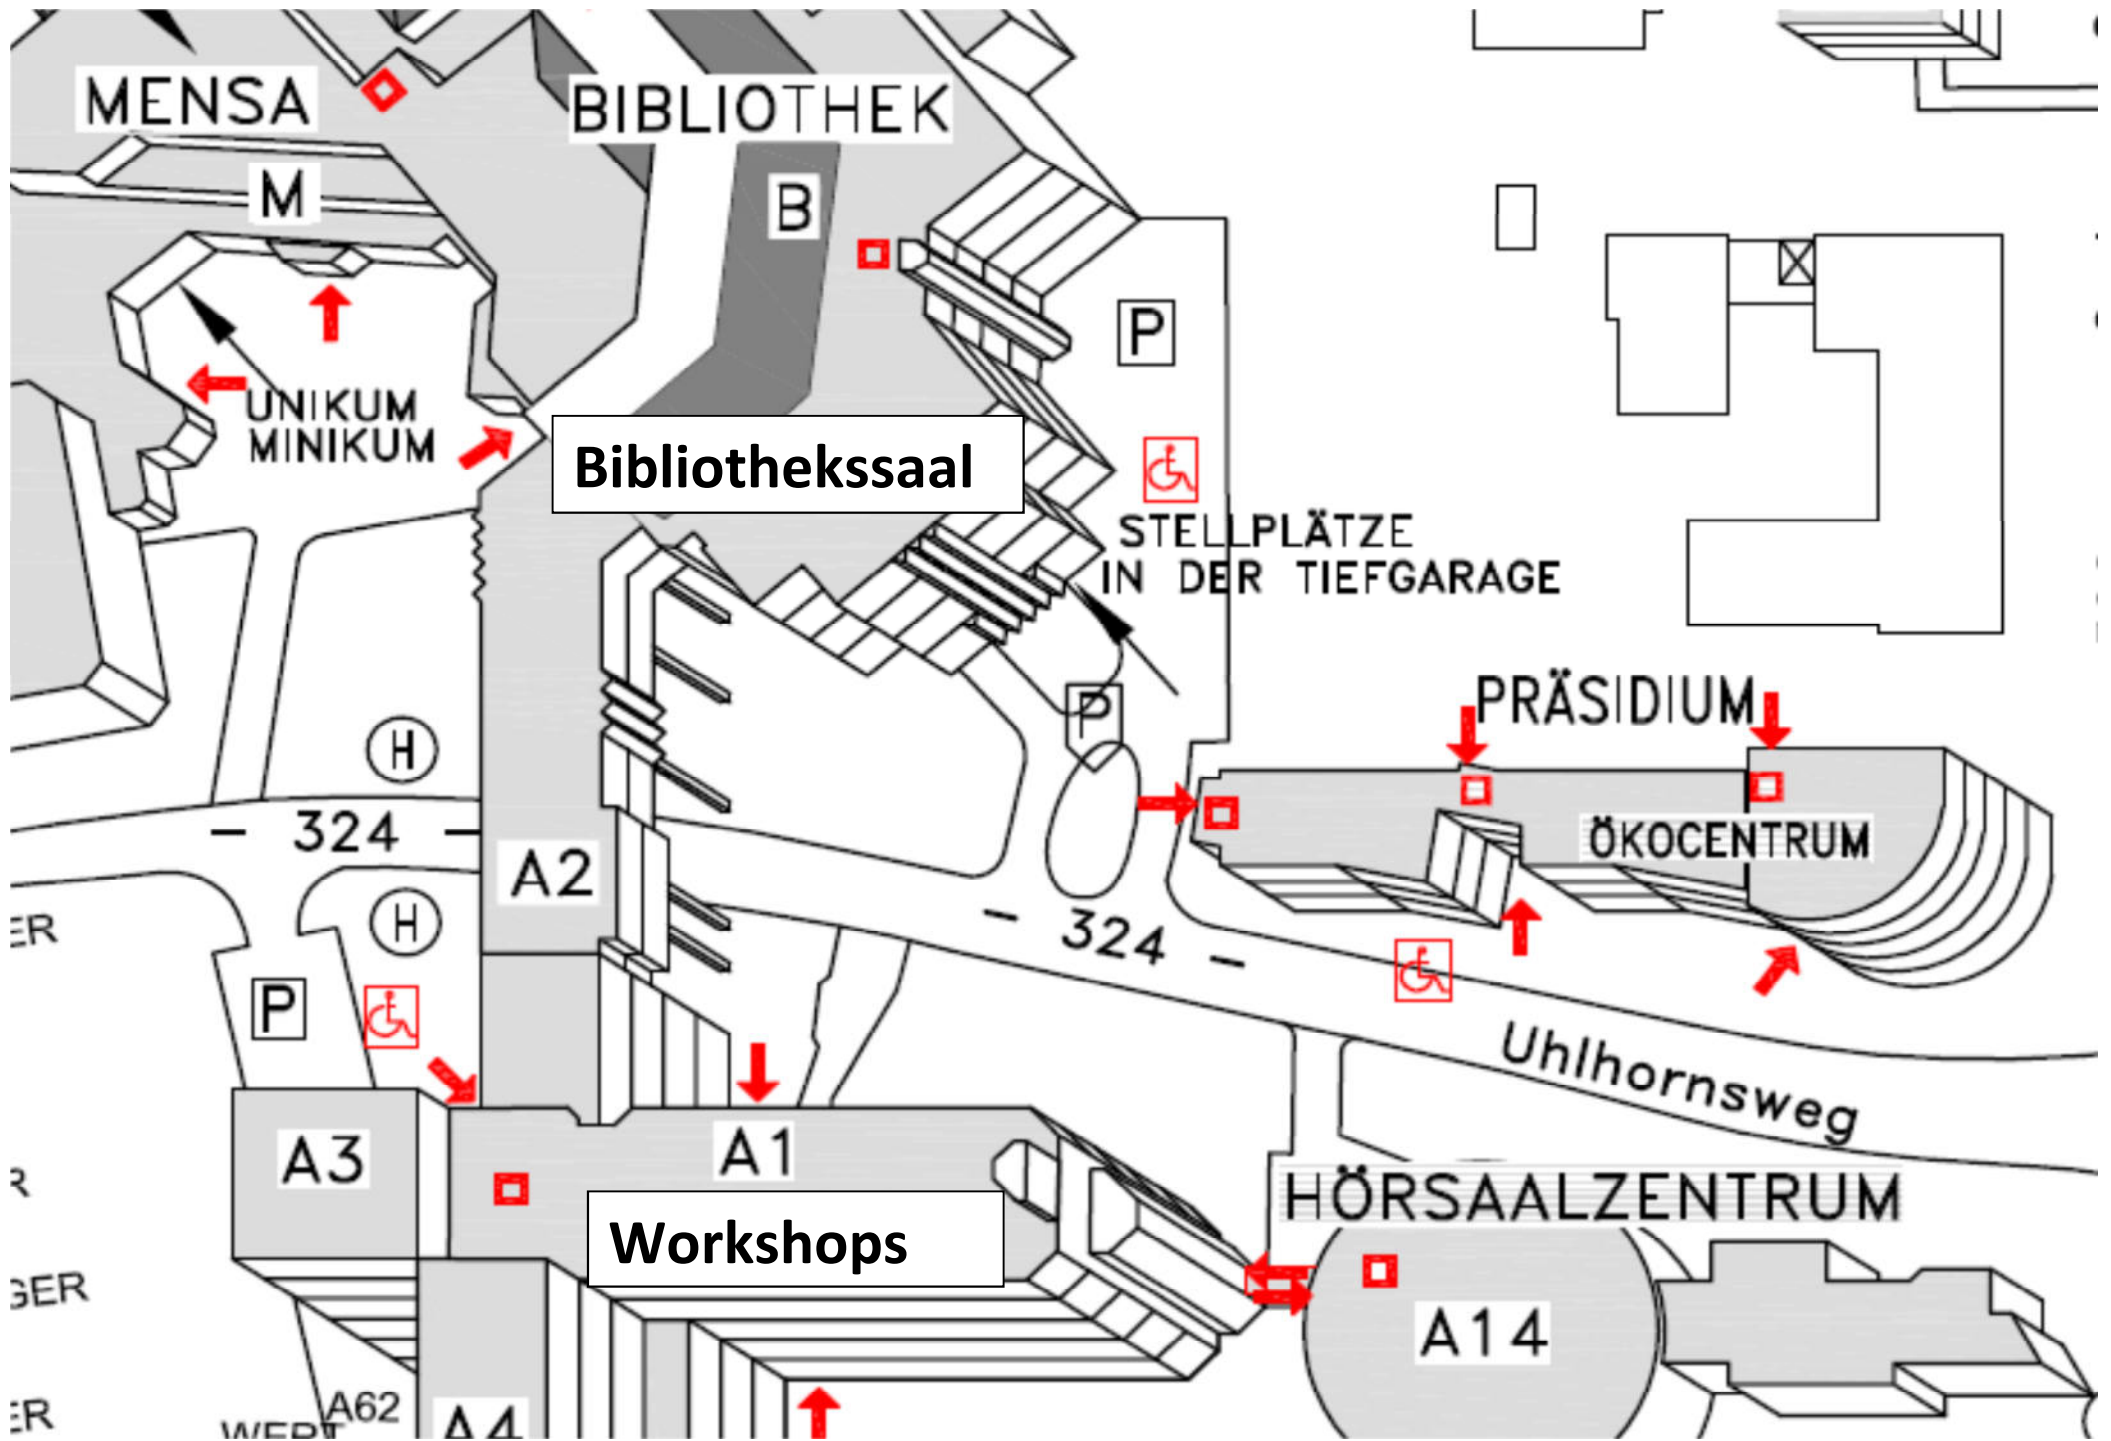 MENSA
BIBLIOTHEK
M
B
P
UNIKUM
MINIKUM
Bibliothekssaal
STELLPLÄTZE
IN DER TIEFGARAGE
P
PRÄSIDIUM
H
- 324 -
ÖKOCENTRUM
A2
H
- 324 -
P
Uhlhornsweg
A3
A1
HÖRSAALZENTRUM
Workshops
A14
A62
A4